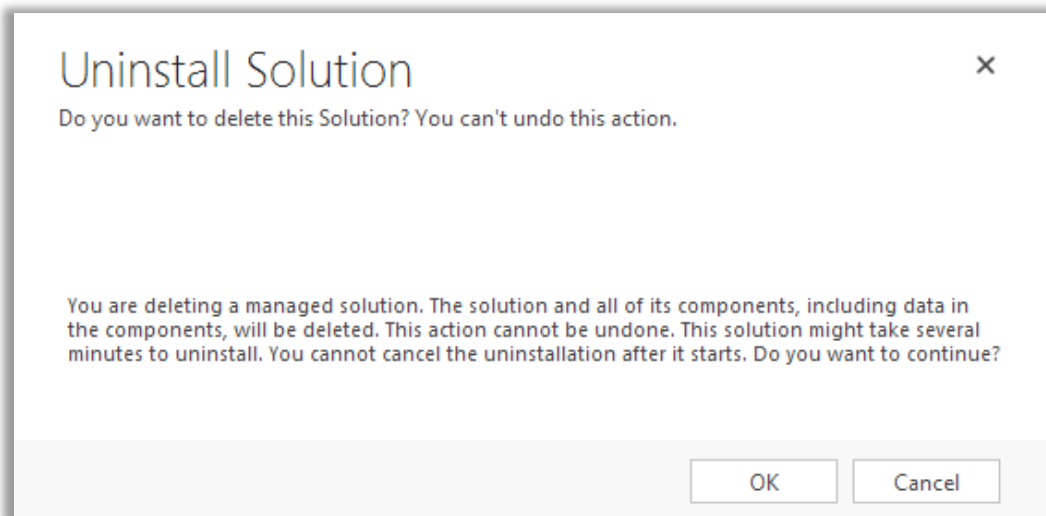 Uninstall Solution
Do you want to delete this Solution? You can't undo this action.
You are deleting a managed solution. The solution and all of its components, including data in
the components, will be deleted. This action cannot be undone. This solution might take several
minutes to uninstall. You cannot cancel the uninstallation after it starts. Do you want to continue?
OK Cancel